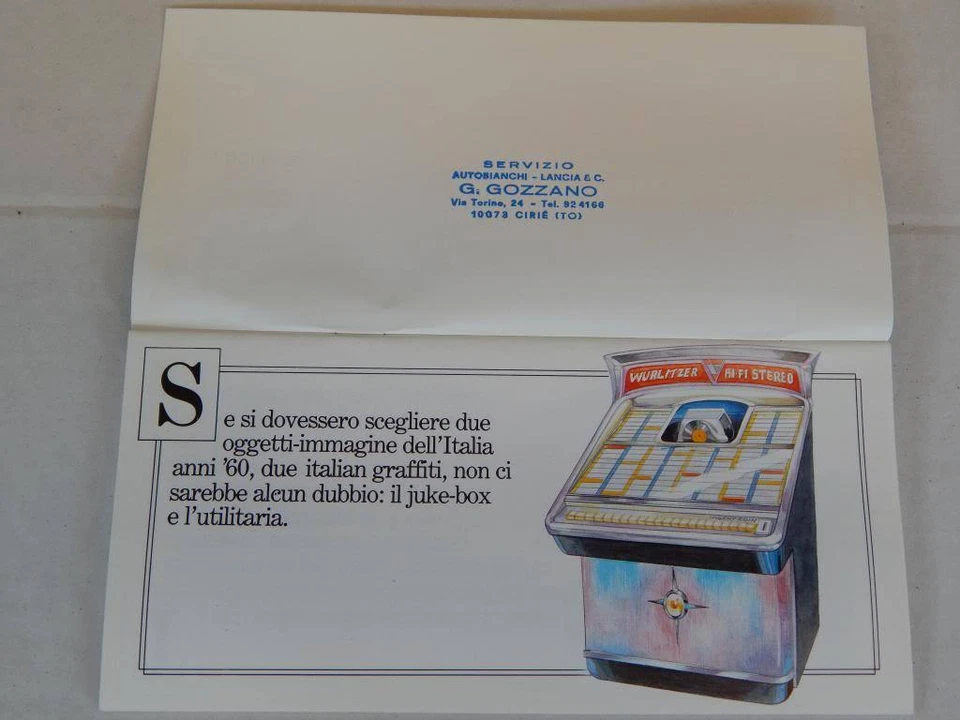 SERVIZIO
AUTOBIANCHI - LANCIA & C.
G. GOZZANO
Via Torino, 24 - Tel. 924166
10073 CIRIÉ (TO)
Se si dovessero scegliere due
oggetti-immagine dell'Italia
anni '60, due italian graffiti, non ci
sarebbe alcun dubbio: il juke-box
e l'utilitaria.
WURLITZER HI-FI STEREO